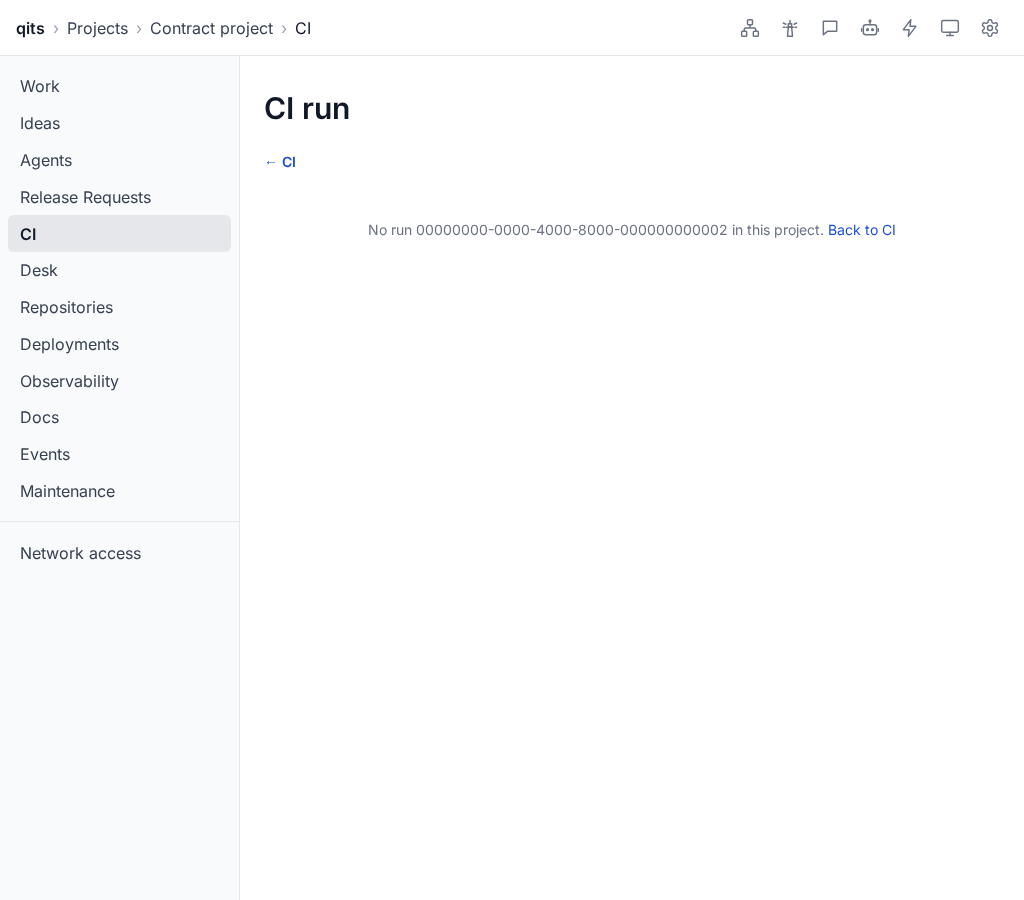 qits › Projects › Contract project › CI
Work
Ideas
Agents
Release Requests
CI
Desk
Repositories
Deployments
Observability
Docs
Events
Maintenance
Network access
CI run
← CI
No run 00000000-0000-4000-8000-000000000002 in this project. Back to CI